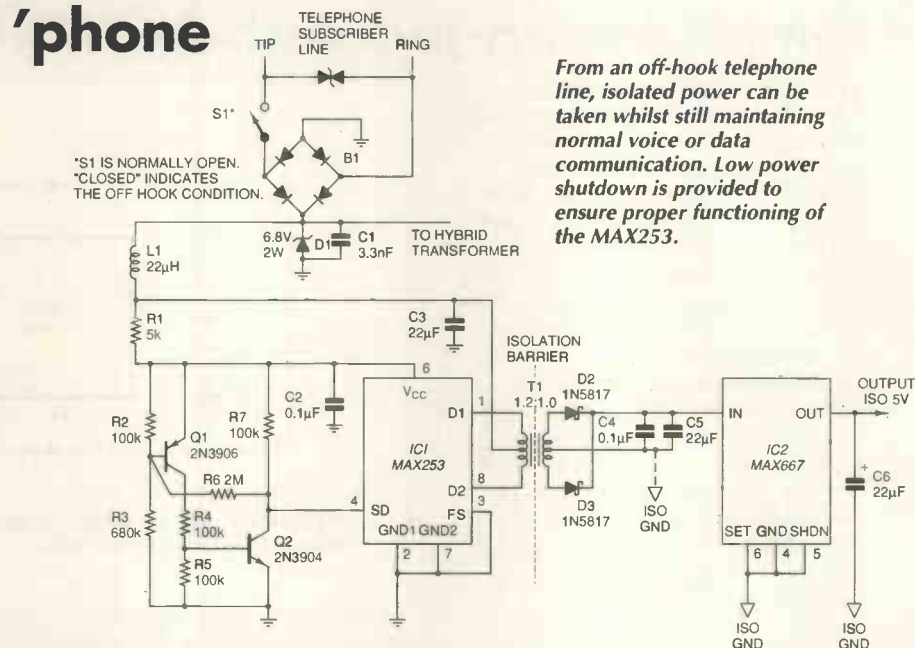 'phone
TELEPHONE
SUBSCRIBER
LINE
TIP
RING
S1*
B1
*S1 IS NORMALLY OPEN.
"CLOSED" INDICATES
THE OFF HOOK CONDITION.
From an off-hook telephone
line, isolated power can be
taken whilst still maintaining
normal voice or data
communication. Low power
shutdown is provided to
ensure proper functioning of
the MAX253.
6.8V
2W
D1
C1
3.3nF
TO HYBRID
TRANSFORMER
L1
22µH
R1
5k
C3
22µF
ISOLATION
BARRIER
T1
1.2:1.0
D2
1N5817
OUTPUT
ISO 5V
R2
100k
Q1
2N3906
R7
100k
C2
0.1µF
6
VCC
1
D1
IC1
MAX253
C4
0.1µF
C5
22µF
IN
OUT
IC2
MAX667
R6 2M
R3
680k
R4
100k
R5
100k
Q2
2N3904
4
SD
8
D2
3
FS
GND1
GND2
2
7
D3
1N5817
ISO
GND
SET
GND
SHDN
6
4
5
C6
+
22µF
ISO
GND
ISO
GND